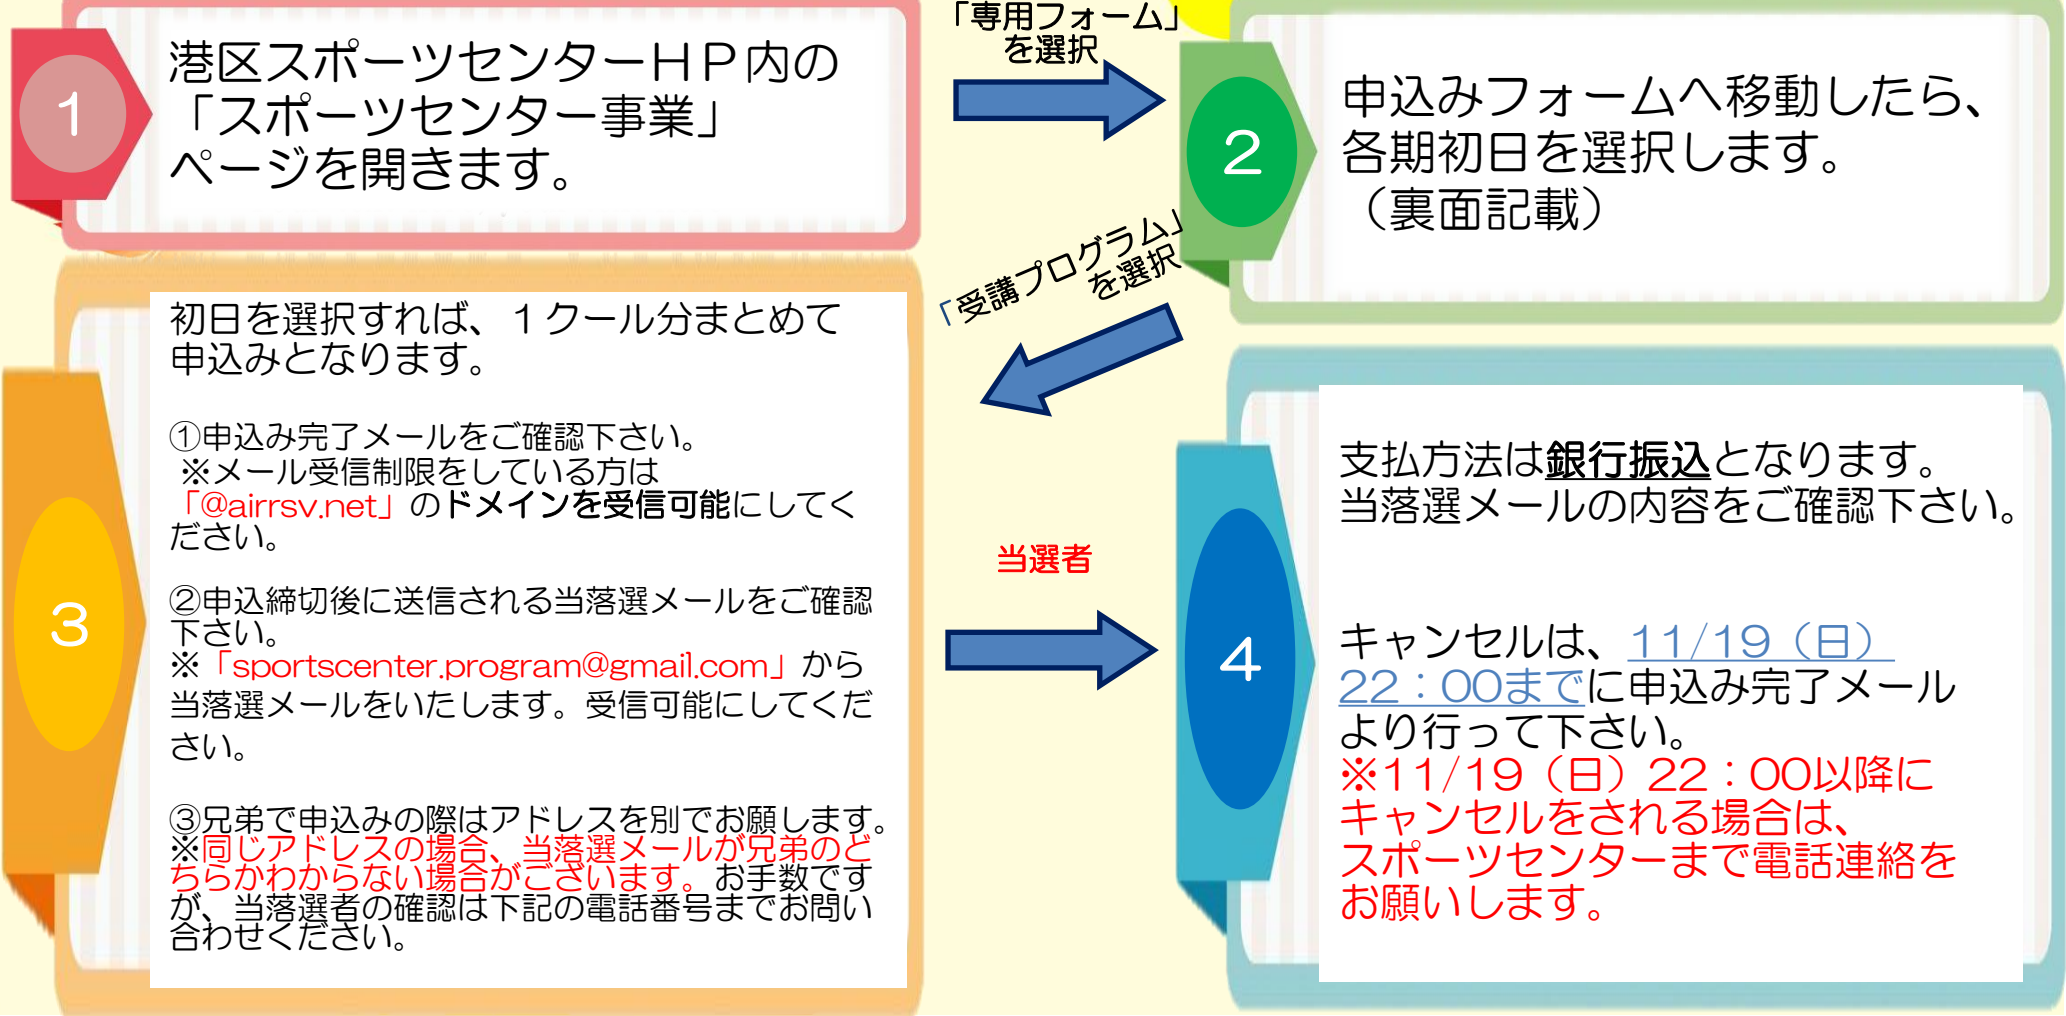 1
港区スポーツセンターＨＰ内の
「スポーツセンター事業」
ページを開きます。
「専用フォーム」
を選択
2
申込みフォームへ移動したら、
各期初日を選択します。
（裏面記載）
「受講プログラム」
を選択
3
初日を選択すれば、１クール分まとめて
申込みとなります。
①申込み完了メールをご確認下さい。
※メール受信制限をしている方は
「@airrsv.net」のドメインを受信可能にしてく
ださい。
②申込締切後に送信される当落選メールをご確認
下さい。
※「sportscenter.program@gmail.com」から
当落選メールをいたします。受信可能にしてくだ
さい。
③兄弟で申込みの際はアドレスを別でお願します。
※同じアドレスの場合、当落選メールが兄弟のど
ちらかわからない場合がございます。お手数です
が、当落選者の確認は下記の電話番号までお問い
合わせください。
当選者
4
支払方法は銀行振込となります。
当落選メールの内容をご確認下さい。
キャンセルは、11/19（日）
22：00までに申込み完了メール
より行って下さい。
※11/19（日）22：00以降に
キャンセルをされる場合は、
スポーツセンターまで電話連絡を
お願いします。